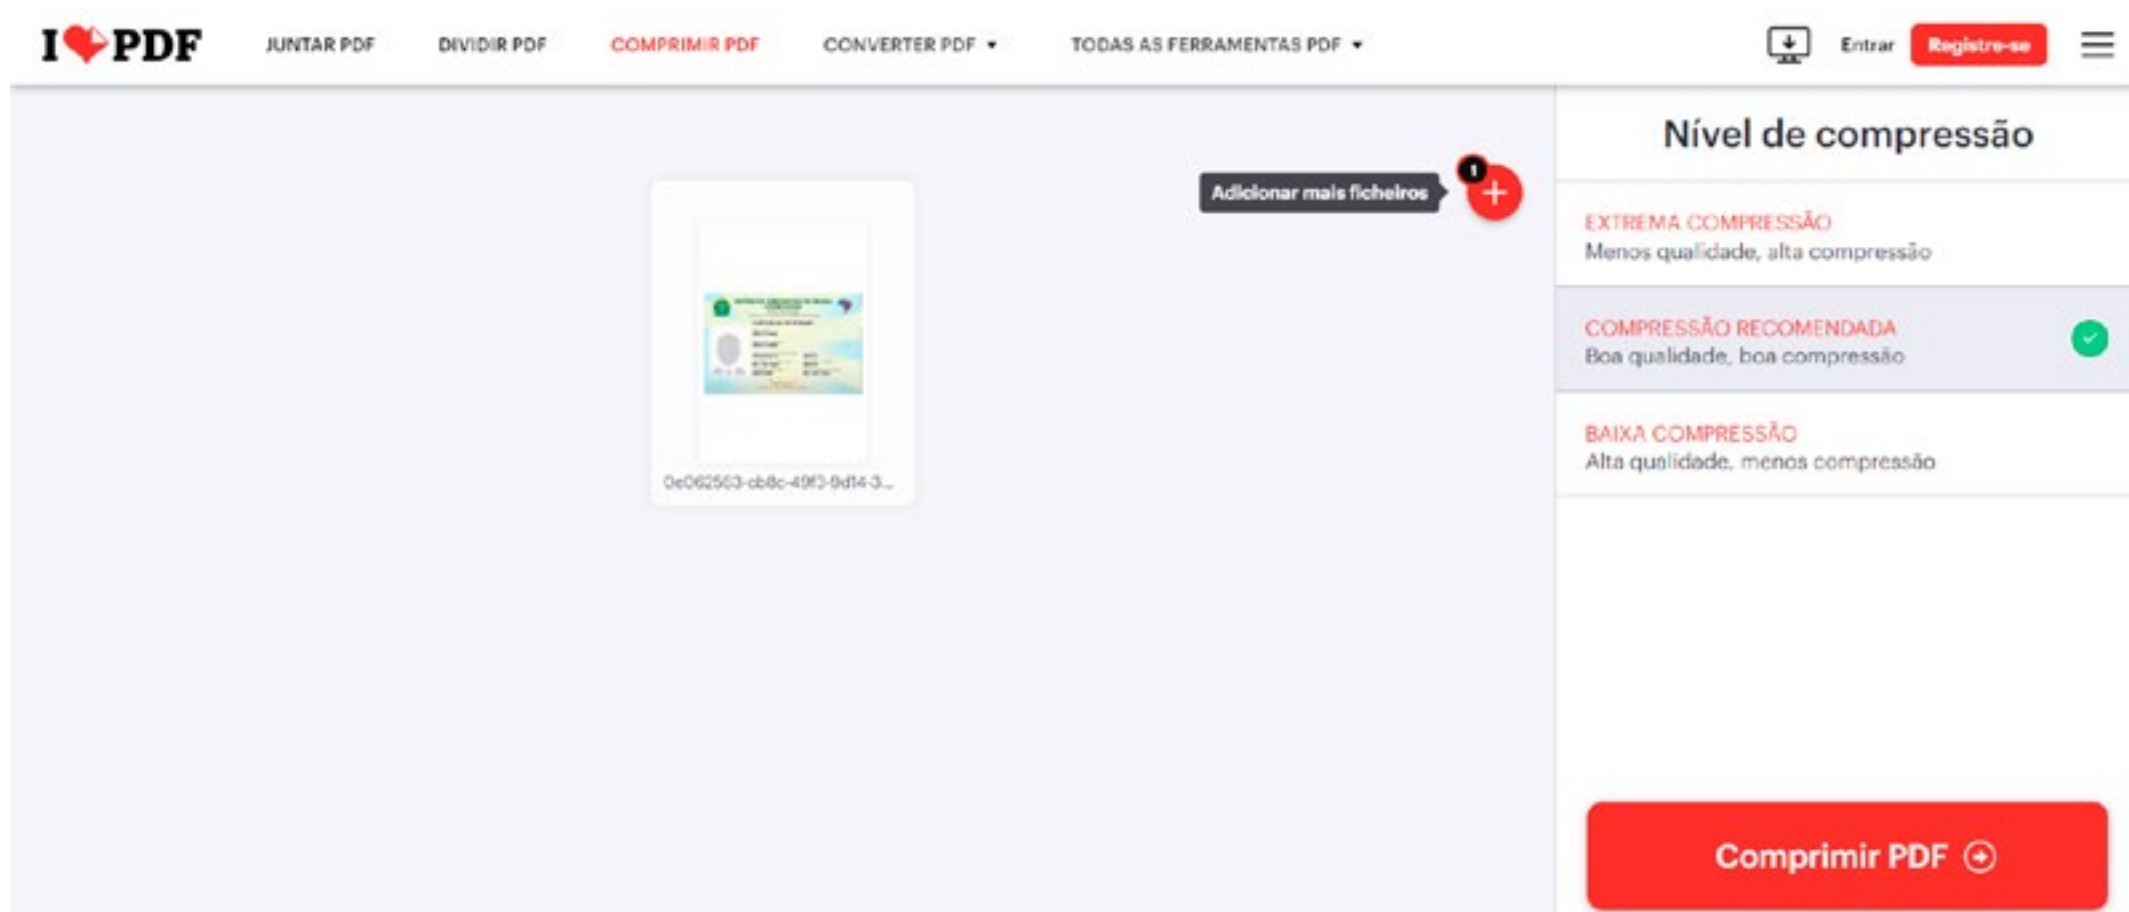 I PDF
JUNTAR PDF
DIVIDIR PDF
COMPRIMIR PDF
CONVERTER PDF
TODAS AS FERRAMENTAS PDF
Entrar
Registre-se
Adicionar mais ficheiros
1
Nível de compressão
EXTREMA COMPRESSÃO
Menos qualidade, alta compressão
COMPRESSÃO RECOMENDADA
Boa qualidade, boa compressão
BAIXA COMPRESSÃO
Alta qualidade, menos compressão
Comprimir PDF